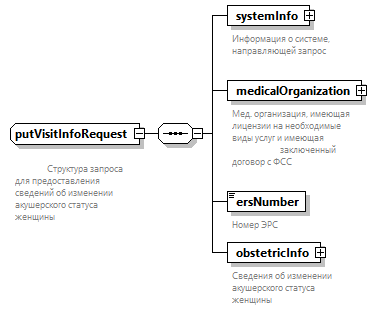 systemInfo
Информация о системе,
направляющей запрос
medicalOrganization
Мед. организация, имеющая
лицензии на необходимые
виды услуг и имеющая
заключенный
договор с ФСС
putVisitInfoRequest
Структура запроса
для предоставления
сведений об изменении
акушерского статуса
женщины
ersNumber
Номер ЭРС
obstetricInfo
Сведения об изменении
акушерского статуса
женщины